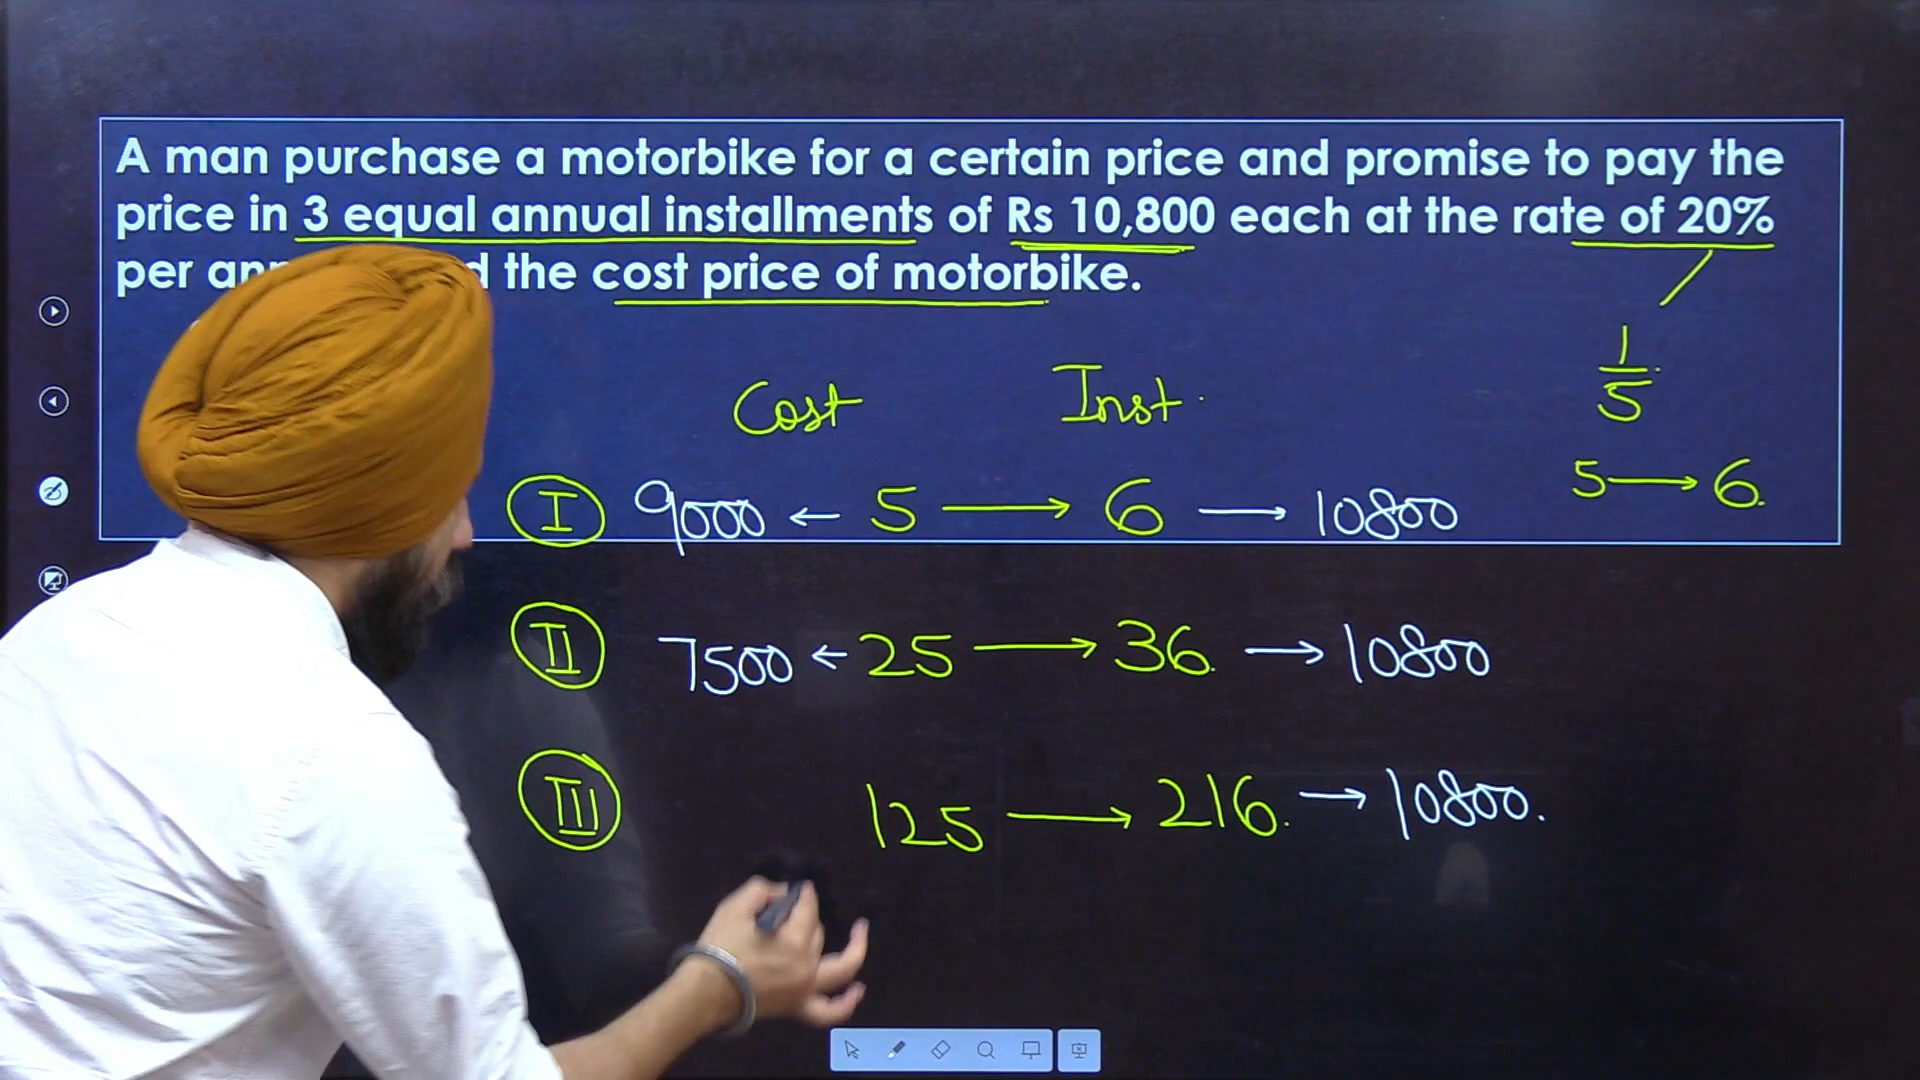 A man purchase a motorbike for a certain price and promise to pay the
price in 3 equal annual installments of Rs 10,800 each at the rate of 20%
per the cost price of motorbike.
1/5
Cost Inst.
5 → 6.
I 9000 ← 5 → 6 → 10800
II 7500 ← 25 → 36. → 10800
III 125 → 216. → 10800.